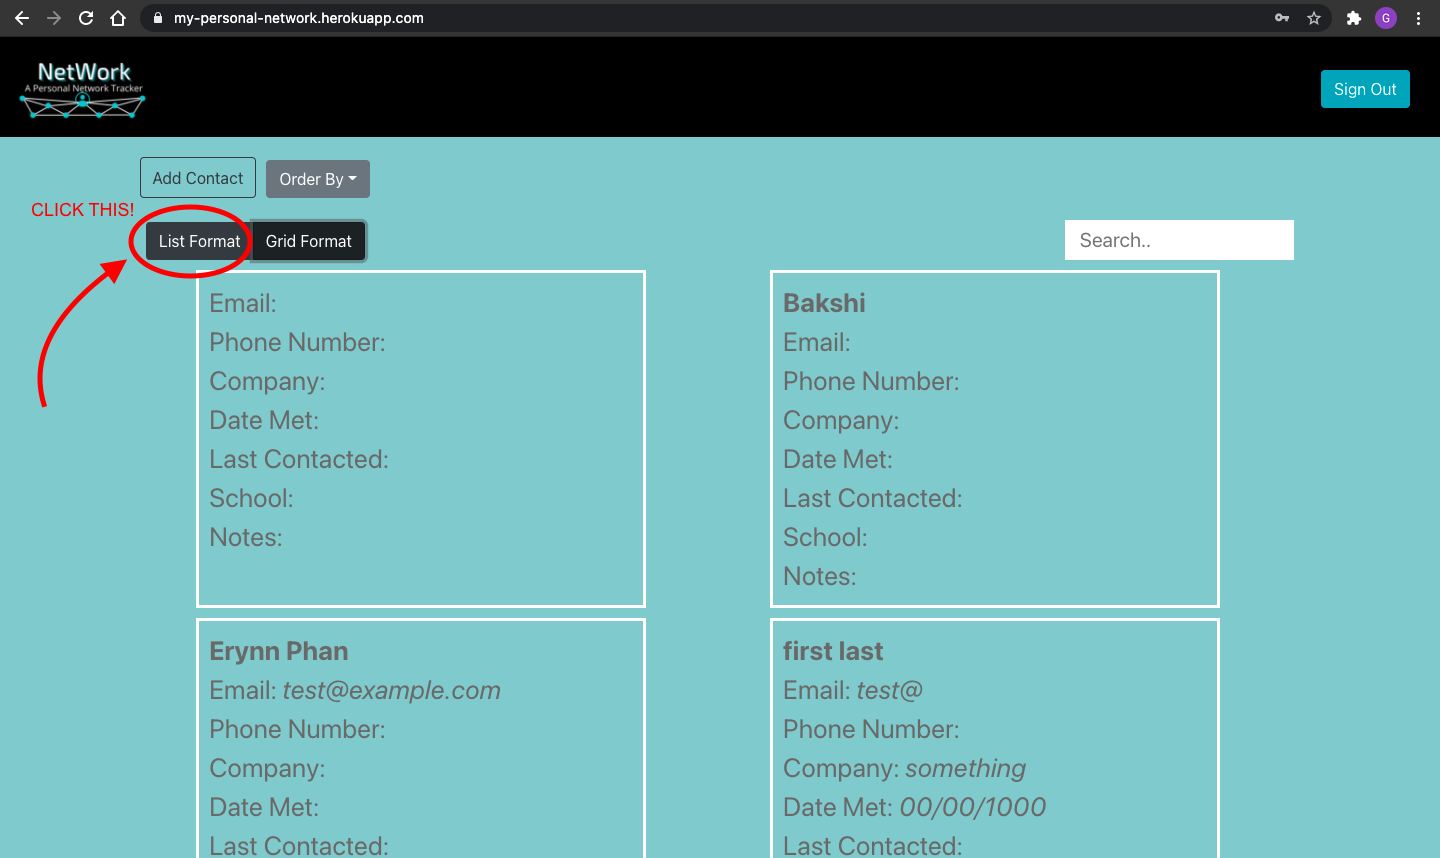 my-personal-network.herokuapp.com
G
NetWork
A Personal Network Tracker
Sign Out
Add Contact
Order By
CLICK THIS!
List Format
Grid Format
Search..
Email:
Phone Number:
Company:
Date Met:
Last Contacted:
School:
Notes:
Bakshi
Email:
Phone Number:
Company:
Date Met:
Last Contacted:
School:
Notes:
Erynn Phan
Email: test@example.com
Phone Number:
Company:
Date Met:
Last Contacted:
first last
Email: test@
Phone Number:
Company: something
Date Met: 00/00/1000
Last Contacted: